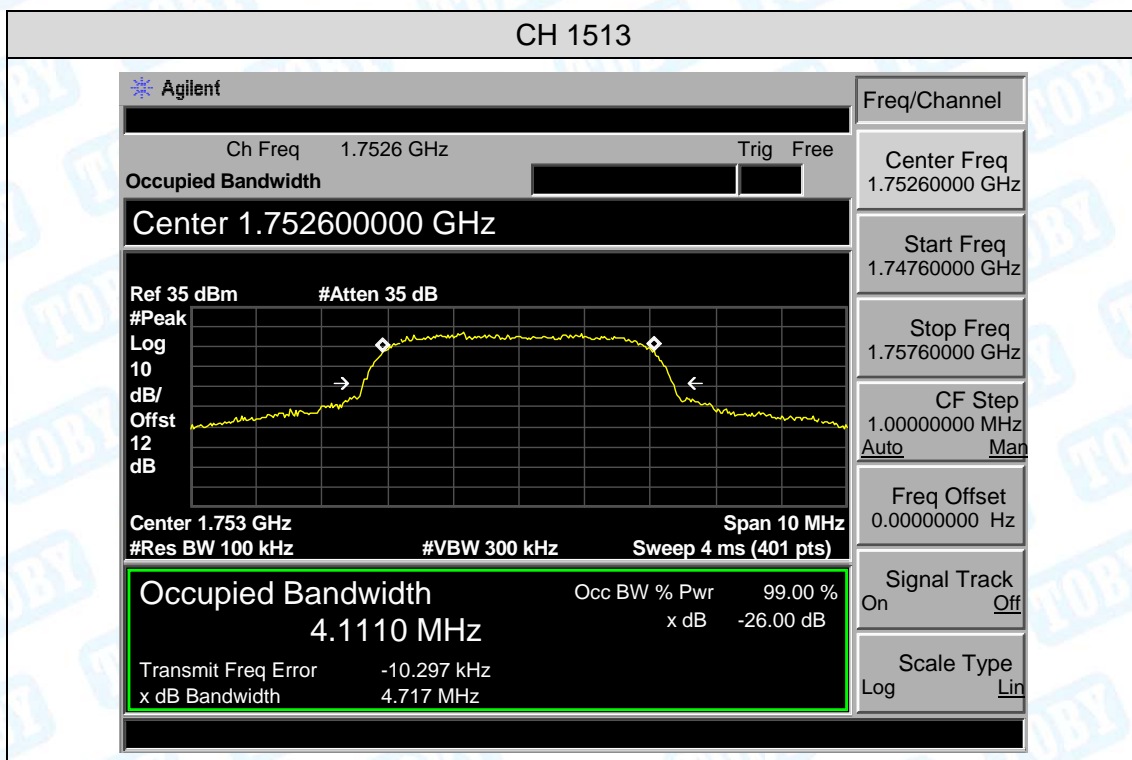 CH 1513
Agilent
Freq/Channel
Ch Freq 1.7526 GHz Trig Free
Occupied Bandwidth
Center 1.752600000 GHz
Ref 35 dBm #Atten 35 dB
#Peak
Log
10
dB/
Offst
12
dB
Center 1.753 GHz Span 10 MHz
#Res BW 100 kHz #VBW 300 kHz Sweep 4 ms (401 pts)
Occupied Bandwidth Occ BW % Pwr 99.00 %
4.1110 MHz x dB -26.00 dB
Transmit Freq Error -10.297 kHz
x dB Bandwidth 4.717 MHz
Center Freq
1.75260000 GHz
Start Freq
1.74760000 GHz
Stop Freq
1.75760000 GHz
CF Step
1.00000000 MHz
Auto Man
Freq Offset
0.00000000 Hz
Signal Track
On Off
Scale Type
Log Lin
TOBY